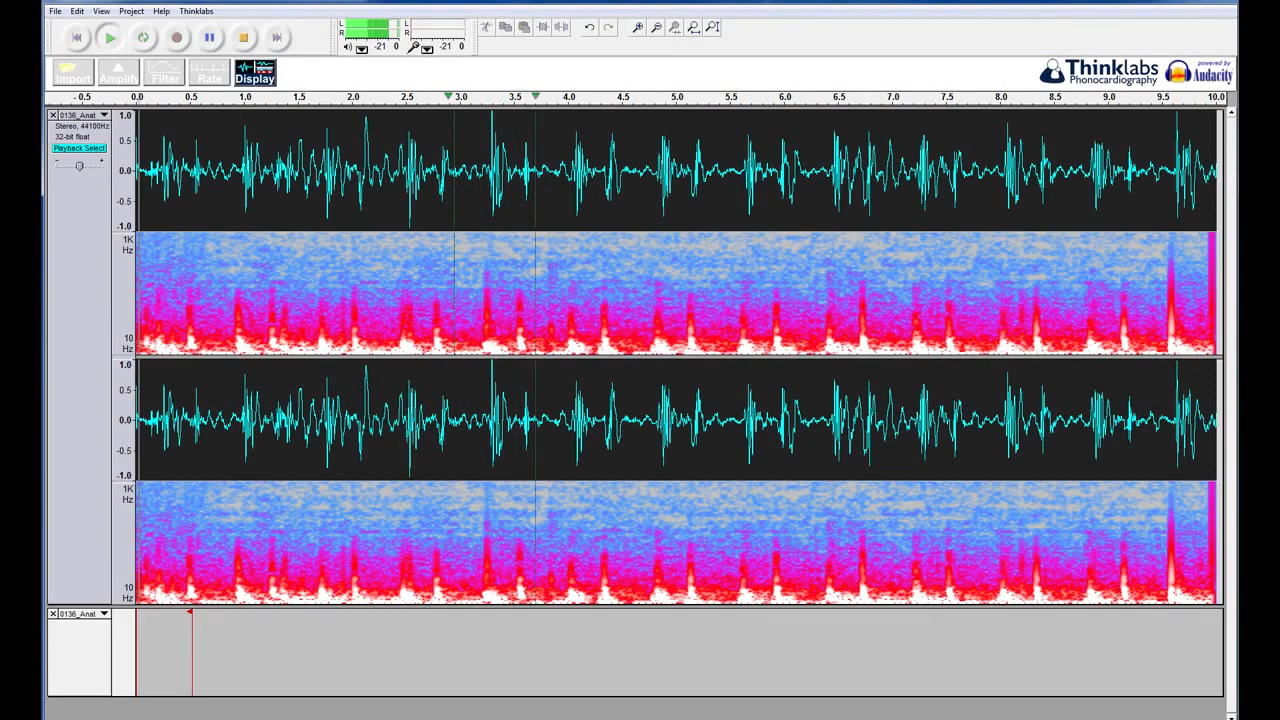 File Edit View Project Help Thinklabs
L R -21 0 L R -21 0
Import Amplify Filter Rate Display
Thinklabs Phonocardiography powered by Audacity
-0.5 0.0 0.5 1.0 1.5 2.0 2.5 3.0 3.5 4.0 4.5 5.0 5.5 6.0 6.5 7.0 7.5 8.0 8.5 9.0 9.5 10.0
0136_Anat
Stereo, 44100Hz
32-bit float
Playback Select
- +
1.0
0.5
0.0
-0.5
-1.0
1K
Hz
10
Hz
1.0
0.5
0.0
-0.5
-1.0
1K
Hz
10
Hz
0136_Anat